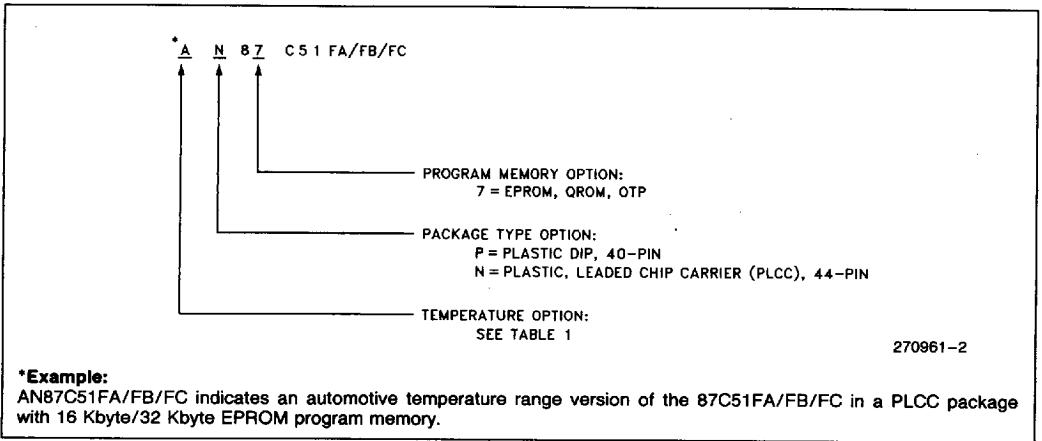 *A N 87 C51FA/FB/FC
PROGRAM MEMORY OPTION:
7 = EPROM, QROM, OTP
PACKAGE TYPE OPTION:
P = PLASTIC DIP, 40-PIN
N = PLASTIC, LEADED CHIP CARRIER (PLCC), 44-PIN
TEMPERATURE OPTION:
SEE TABLE 1
270961-2
*Example:
AN87C51FA/FB/FC indicates an automotive temperature range version of the 87C51FA/FB/FC in a PLCC package
with 16 Kbyte/32 Kbyte EPROM program memory.